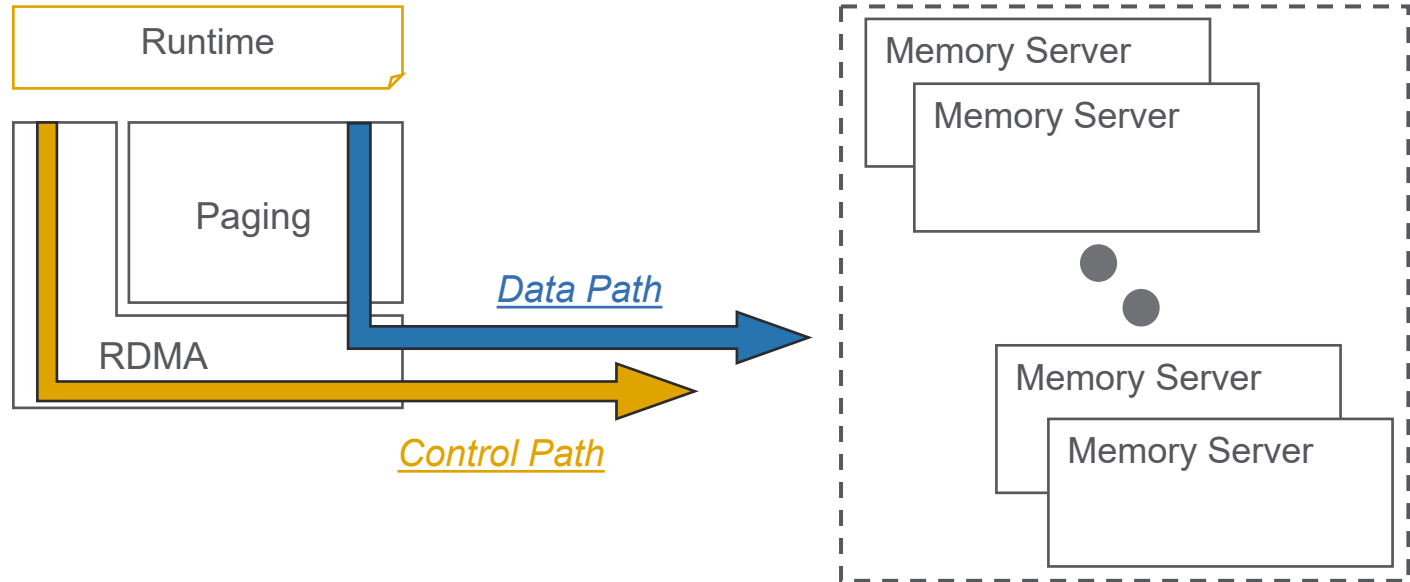 Runtime
Paging
RDMA
Data Path
Control Path
Memory Server
Memory Server
Memory Server
Memory Server